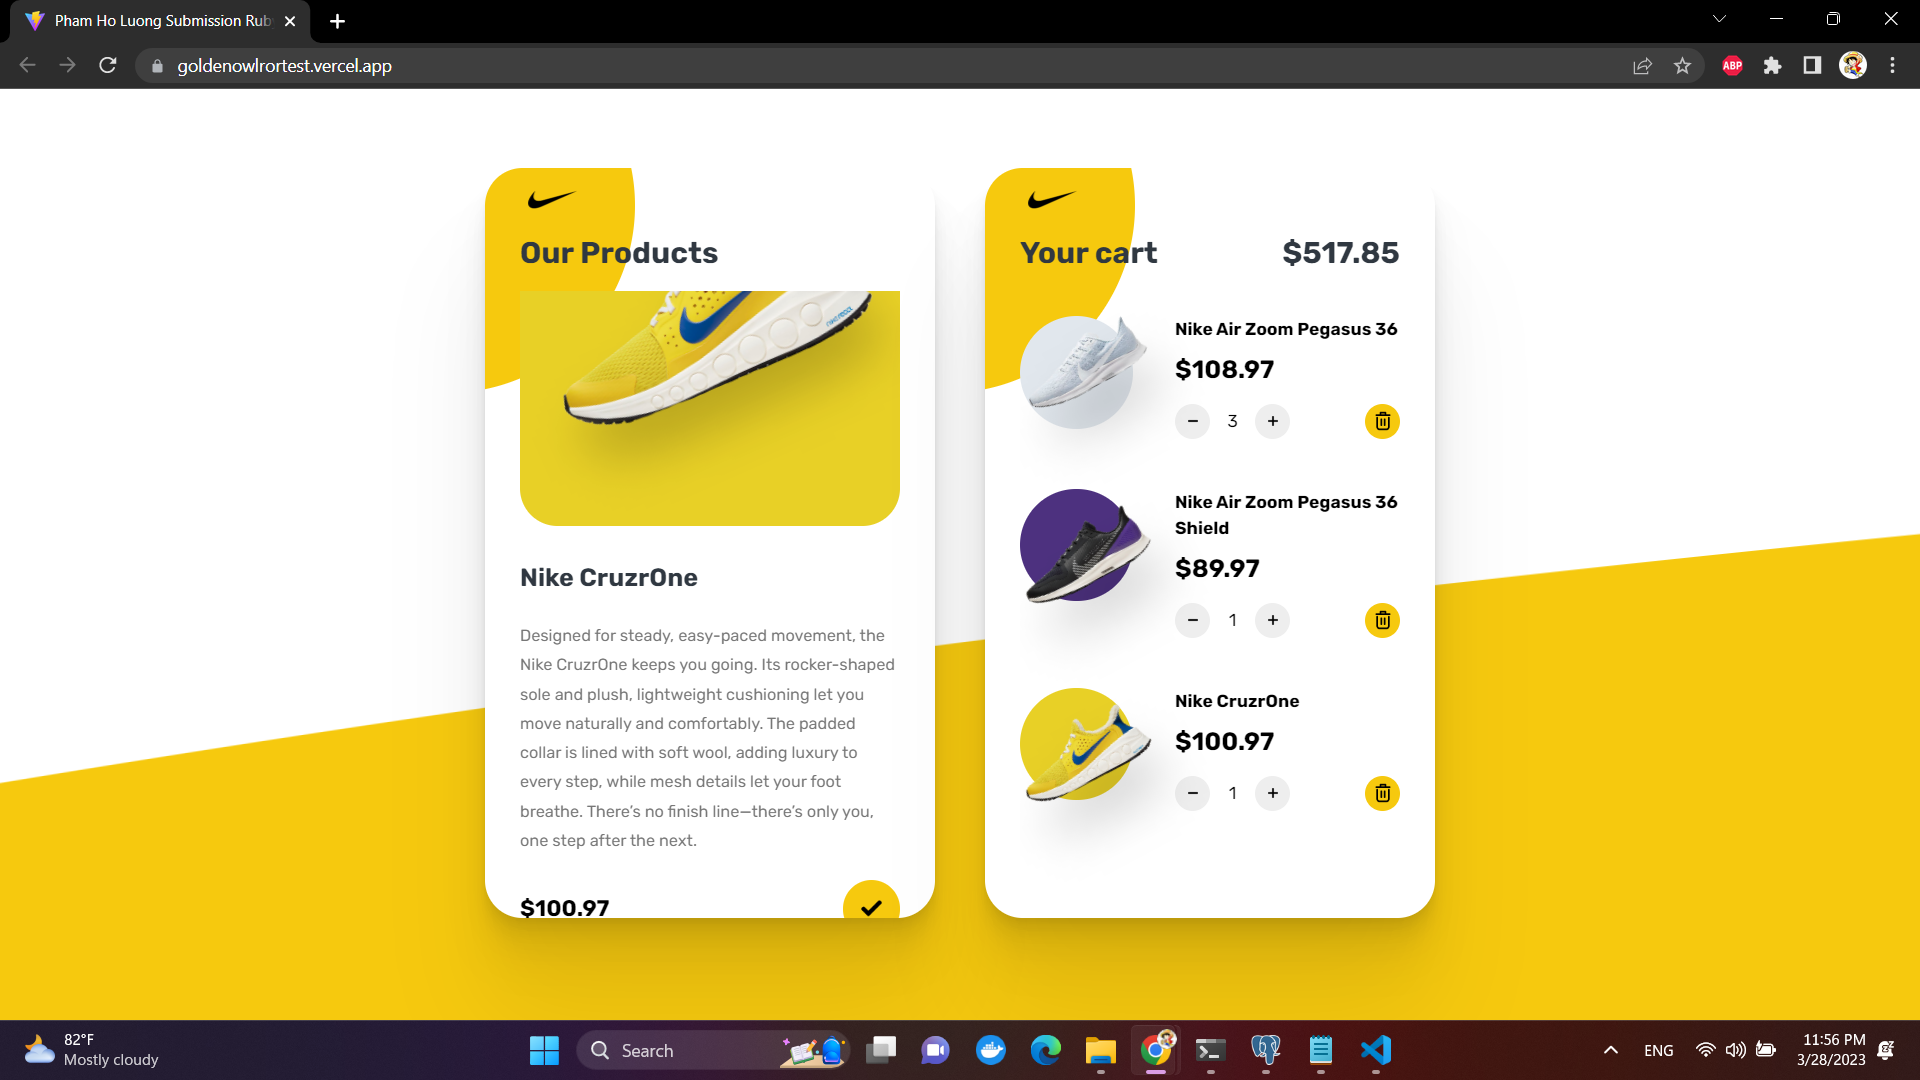 Pham Ho Luong Submission Rub
goldenowlrortest.vercel.app
ABP
Our Products
Nike CruzrOne
Designed for steady, easy-paced movement, the
Nike CruzrOne keeps you going. Its rocker-shaped
sole and plush, lightweight cushioning let you
move naturally and comfortably. The padded
collar is lined with soft wool, adding luxury to
every step, while mesh details let your foot
breathe. There’s no finish line—there’s only you,
one step after the next.
$100.97
Your cart
$517.85
Nike Air Zoom Pegasus 36
$108.97
3
Nike Air Zoom Pegasus 36
Shield
$89.97
1
Nike CruzrOne
$100.97
1
82°F
Mostly cloudy
Search
ENG
11:56 PM
3/28/2023